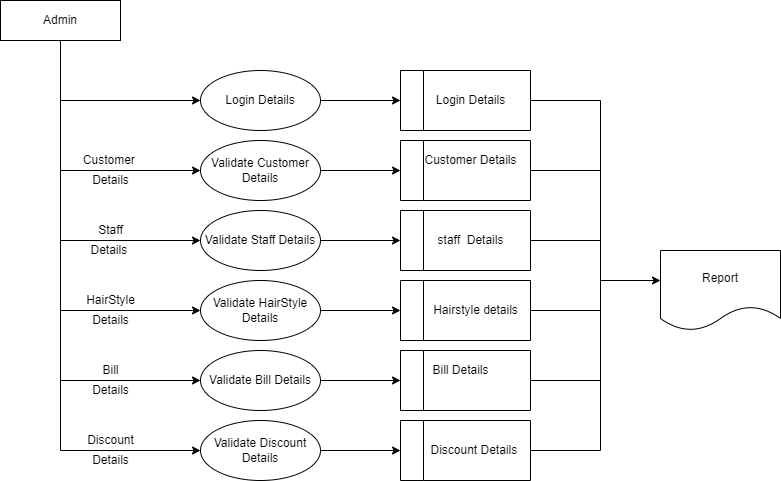 Admin
Login Details
Login Details
Customer
Details
Validate Customer
Details
Customer Details
Staff
Details
Validate Staff Details
staff  Details
HairStyle
Details
Validate HairStyle
Details
Hairstyle details
Report
Bill
Details
Validate Bill Details
Bill Details
Discount
Details
Validate Discount
Details
Discount Details